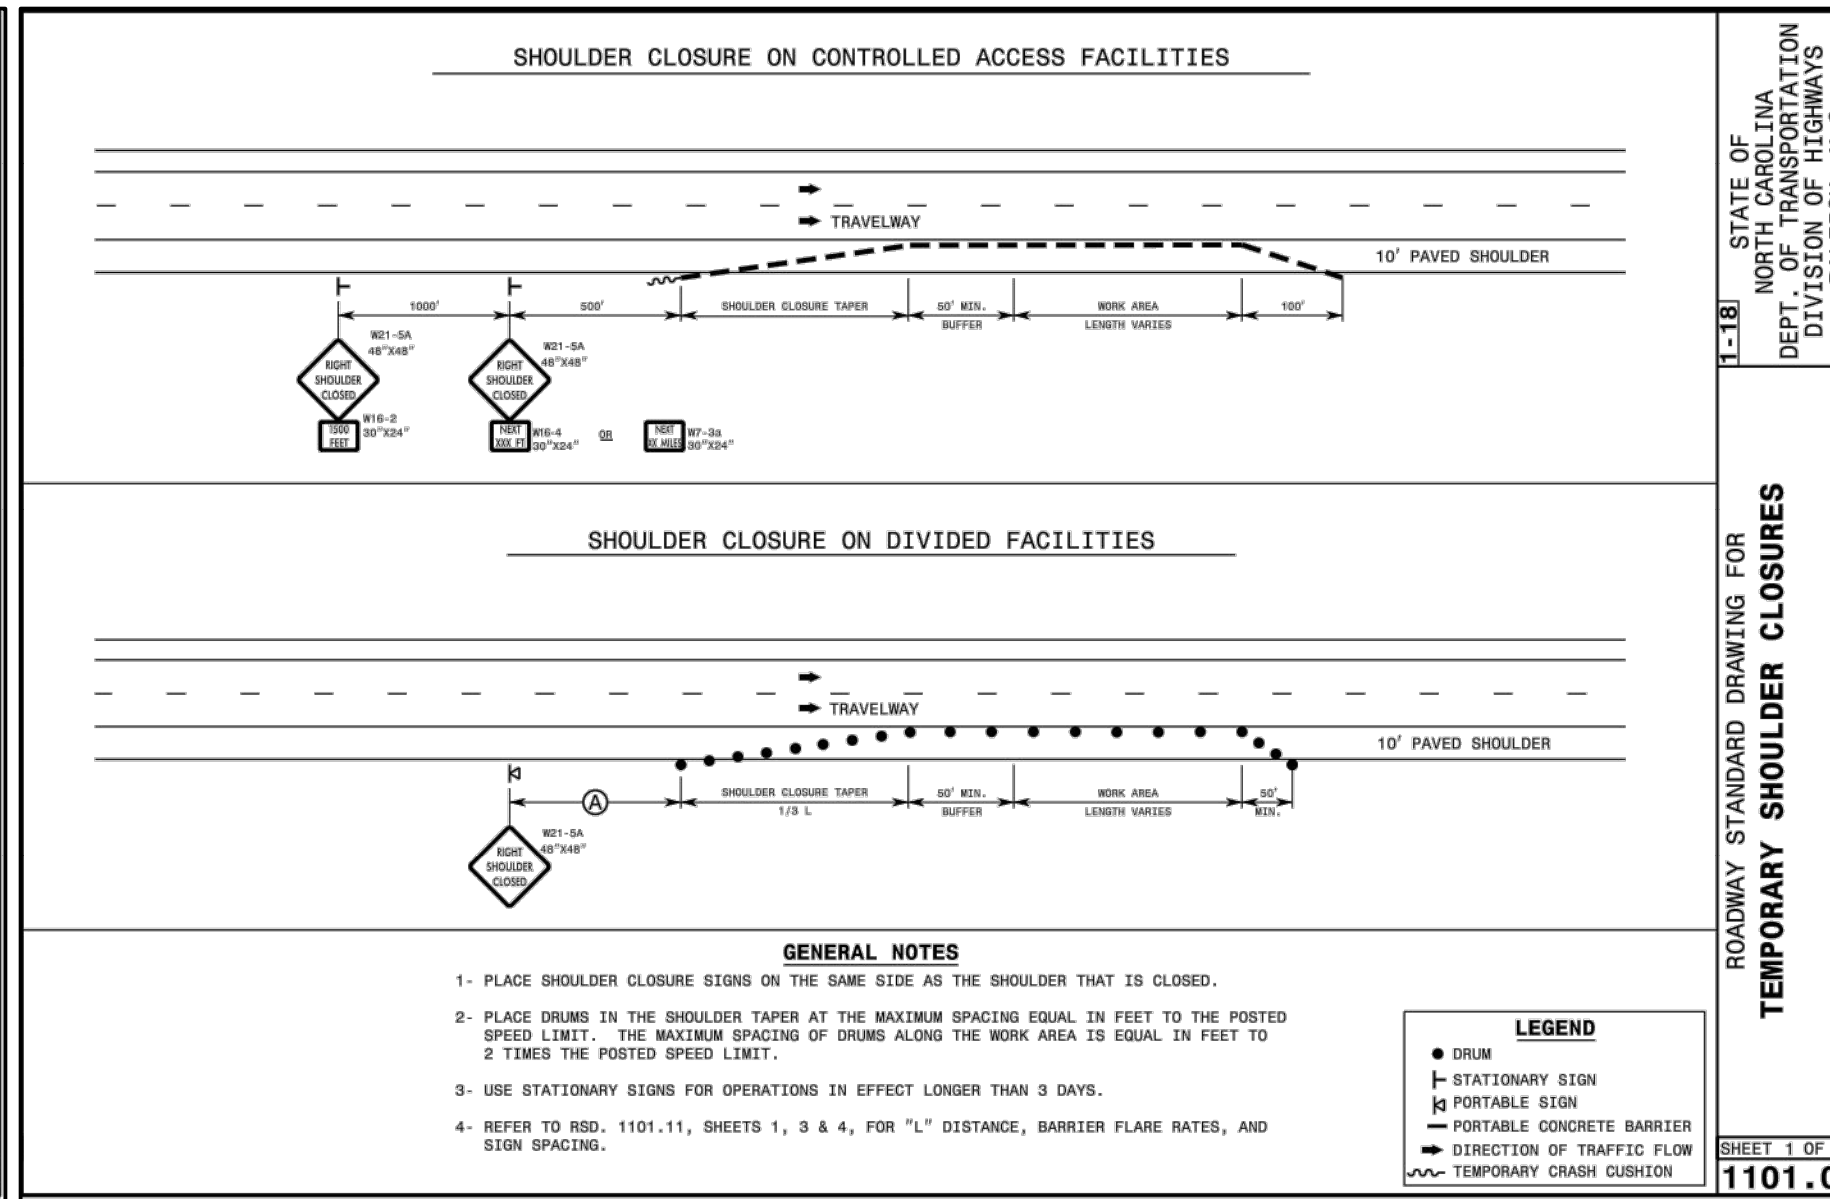 SHOULDER CLOSURE ON CONTROLLED ACCESS FACILITIES
TRAVELWAY
10' PAVED SHOULDER
1000'
500'
SHOULDER CLOSURE TAPER
50' MIN.
BUFFER
WORK AREA
LENGTH VARIES
100'
W21-5A
48"X48"
RIGHT
SHOULDER
CLOSED
1500
FEET
W16-2
30"X24"
W21-5A
48"X48"
RIGHT
SHOULDER
CLOSED
NEXT
XXX FT
W16-4
30"X24"
OR
NEXT
XX MILES
W7-3a
30"X24"
SHOULDER CLOSURE ON DIVIDED FACILITIES
TRAVELWAY
10' PAVED SHOULDER
A
SHOULDER CLOSURE TAPER
1/3 L
50' MIN.
BUFFER
WORK AREA
LENGTH VARIES
50'
MIN.
W21-5A
48"X48"
RIGHT
SHOULDER
CLOSED
GENERAL NOTES
1- PLACE SHOULDER CLOSURE SIGNS ON THE SAME SIDE AS THE SHOULDER THAT IS CLOSED.
2- PLACE DRUMS IN THE SHOULDER TAPER AT THE MAXIMUM SPACING EQUAL IN FEET TO THE POSTED
SPEED LIMIT. THE MAXIMUM SPACING OF DRUMS ALONG THE WORK AREA IS EQUAL IN FEET TO
2 TIMES THE POSTED SPEED LIMIT.
3- USE STATIONARY SIGNS FOR OPERATIONS IN EFFECT LONGER THAN 3 DAYS.
4- REFER TO RSD. 1101.11, SHEETS 1, 3 & 4, FOR "L" DISTANCE, BARRIER FLARE RATES, AND
SIGN SPACING.
LEGEND
DRUM
STATIONARY SIGN
PORTABLE SIGN
PORTABLE CONCRETE BARRIER
DIRECTION OF TRAFFIC FLOW
TEMPORARY CRASH CUSHION
STATE OF
NORTH CAROLINA
DEPT. OF TRANSPORTATION
DIVISION OF HIGHWAYS
1-18
ROADWAY STANDARD DRAWING FOR
TEMPORARY SHOULDER CLOSURES
SHEET 1 OF
1101.0